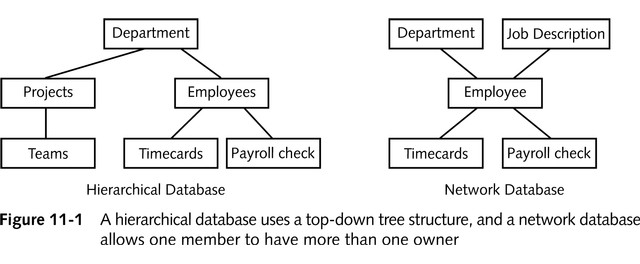 Department
Projects
Employees
Teams
Timecards
Payroll check
Hierarchical Database
Department
Job Description
Employee
Timecards
Payroll check
Network Database
Figure 11-1 A hierarchical database uses a top-down tree structure, and a network database
allows one member to have more than one owner